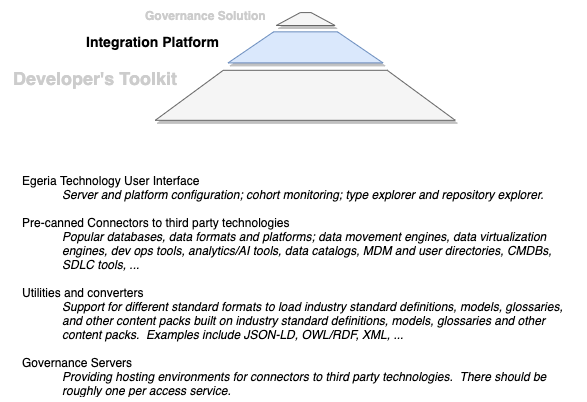 Governance Solution
Integration Platform
Developer's Toolkit
Egeria Technology User Interface
Server and platform configuration; cohort monitoring; type explorer and repository explorer.
Pre-canned Connectors to third party technologies
Popular databases, data formats and platforms; data movement engines, data virtualization
engines, dev ops tools, analytics/AI tools, data catalogs, MDM and user directories, CMDBs,
SDLC tools, ...
Utilities and converters
Support for different standard formats to load industry standard definitions, models, glossaries,
and other content packs built on industry standard definitions, models, glossaries and other
content packs.  Examples include JSON-LD, OWL/RDF, XML, ...
Governance Servers
Providing hosting environments for connectors to third party technologies.  There should be
roughly one per access service.